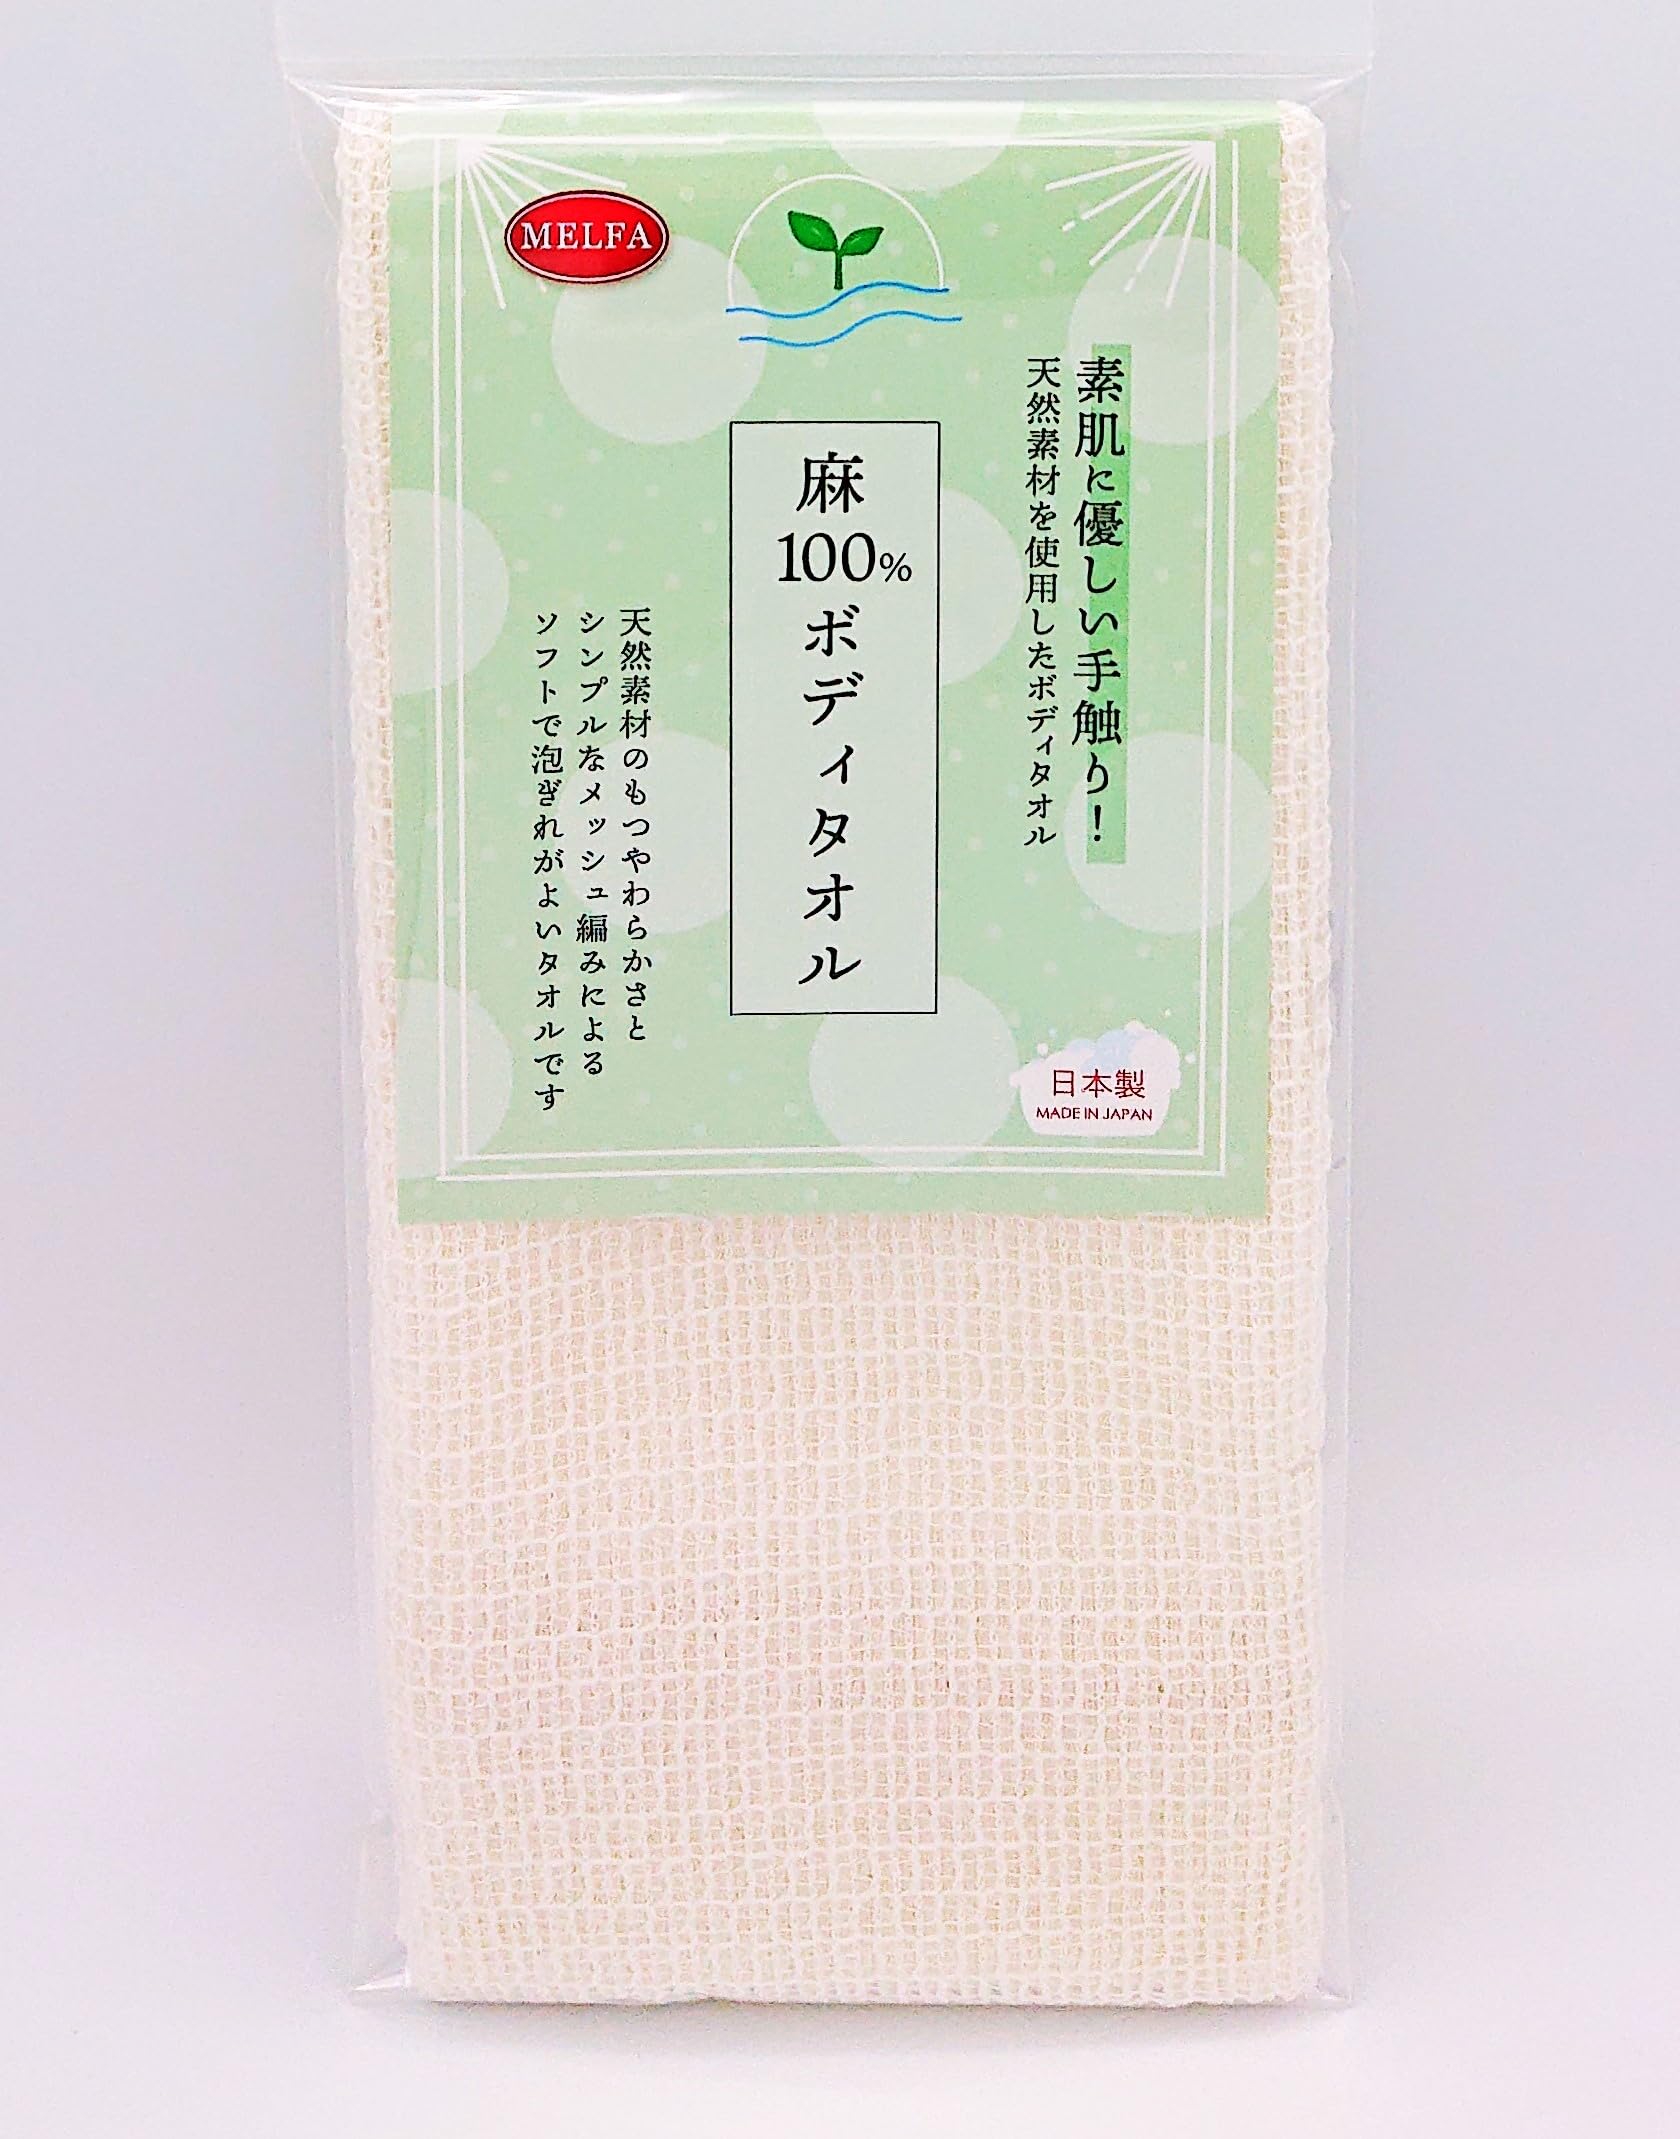 MELFA
素肌に優しい手触り!
天然素材を使用したボディタオル
麻
100%
ボディタオル
天然素材のもつやわらかさと
シンプルなメッシュ編みによる
ソフトで泡ぎれがよいタオルです
日本製
MADE IN JAPAN